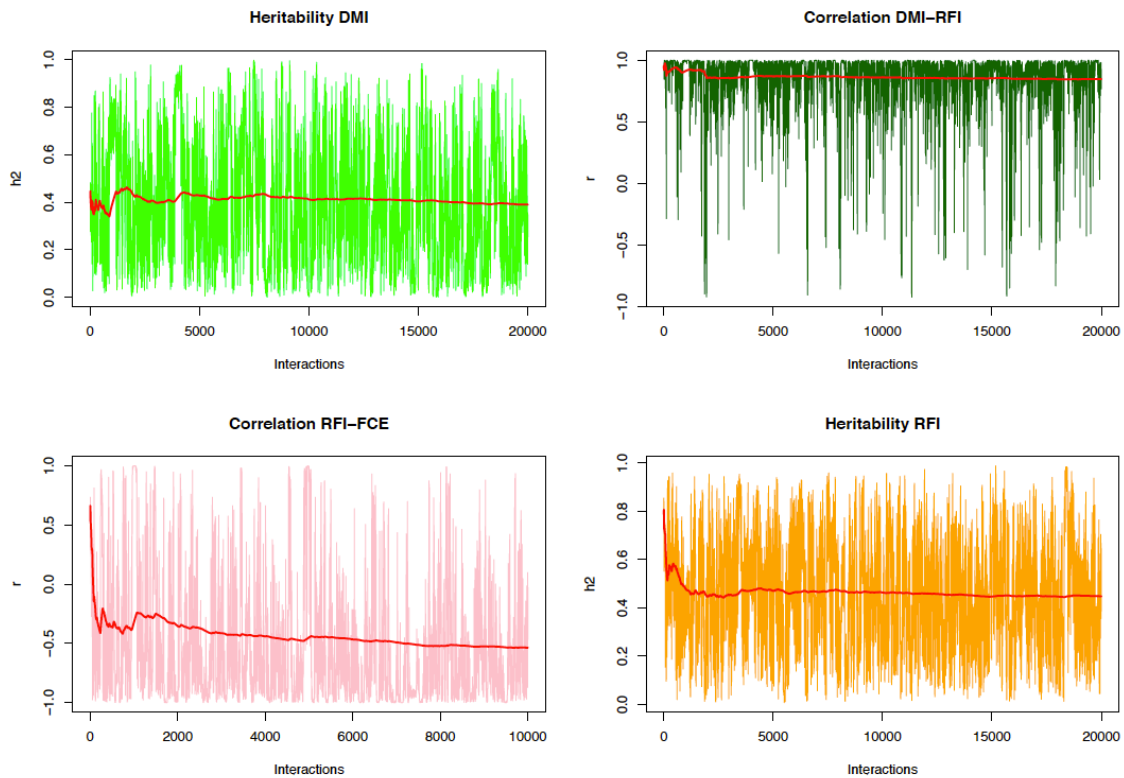 Heritability DMI
h2
0.0 0.2 0.4 0.6 0.8 1.0
0 5000 10000 15000 20000
Interactions
Correlation DMI−RFI
r
−1.0 −0.5 0.0 0.5 1.0
0 5000 10000 15000 20000
Interactions
Correlation RFI−FCE
r
−1.0 −0.5 0.0 0.5 1.0
0 2000 4000 6000 8000 10000
Interactions
Heritability RFI
h2
0.0 0.2 0.4 0.6 0.8 1.0
0 5000 10000 15000 20000
Interactions